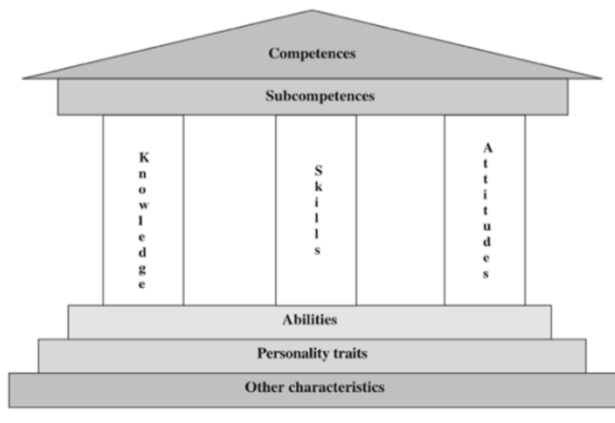 Competences
Subcompetences
Knowledge
Skills
Attitudes
Abilities
Personality traits
Other characteristics